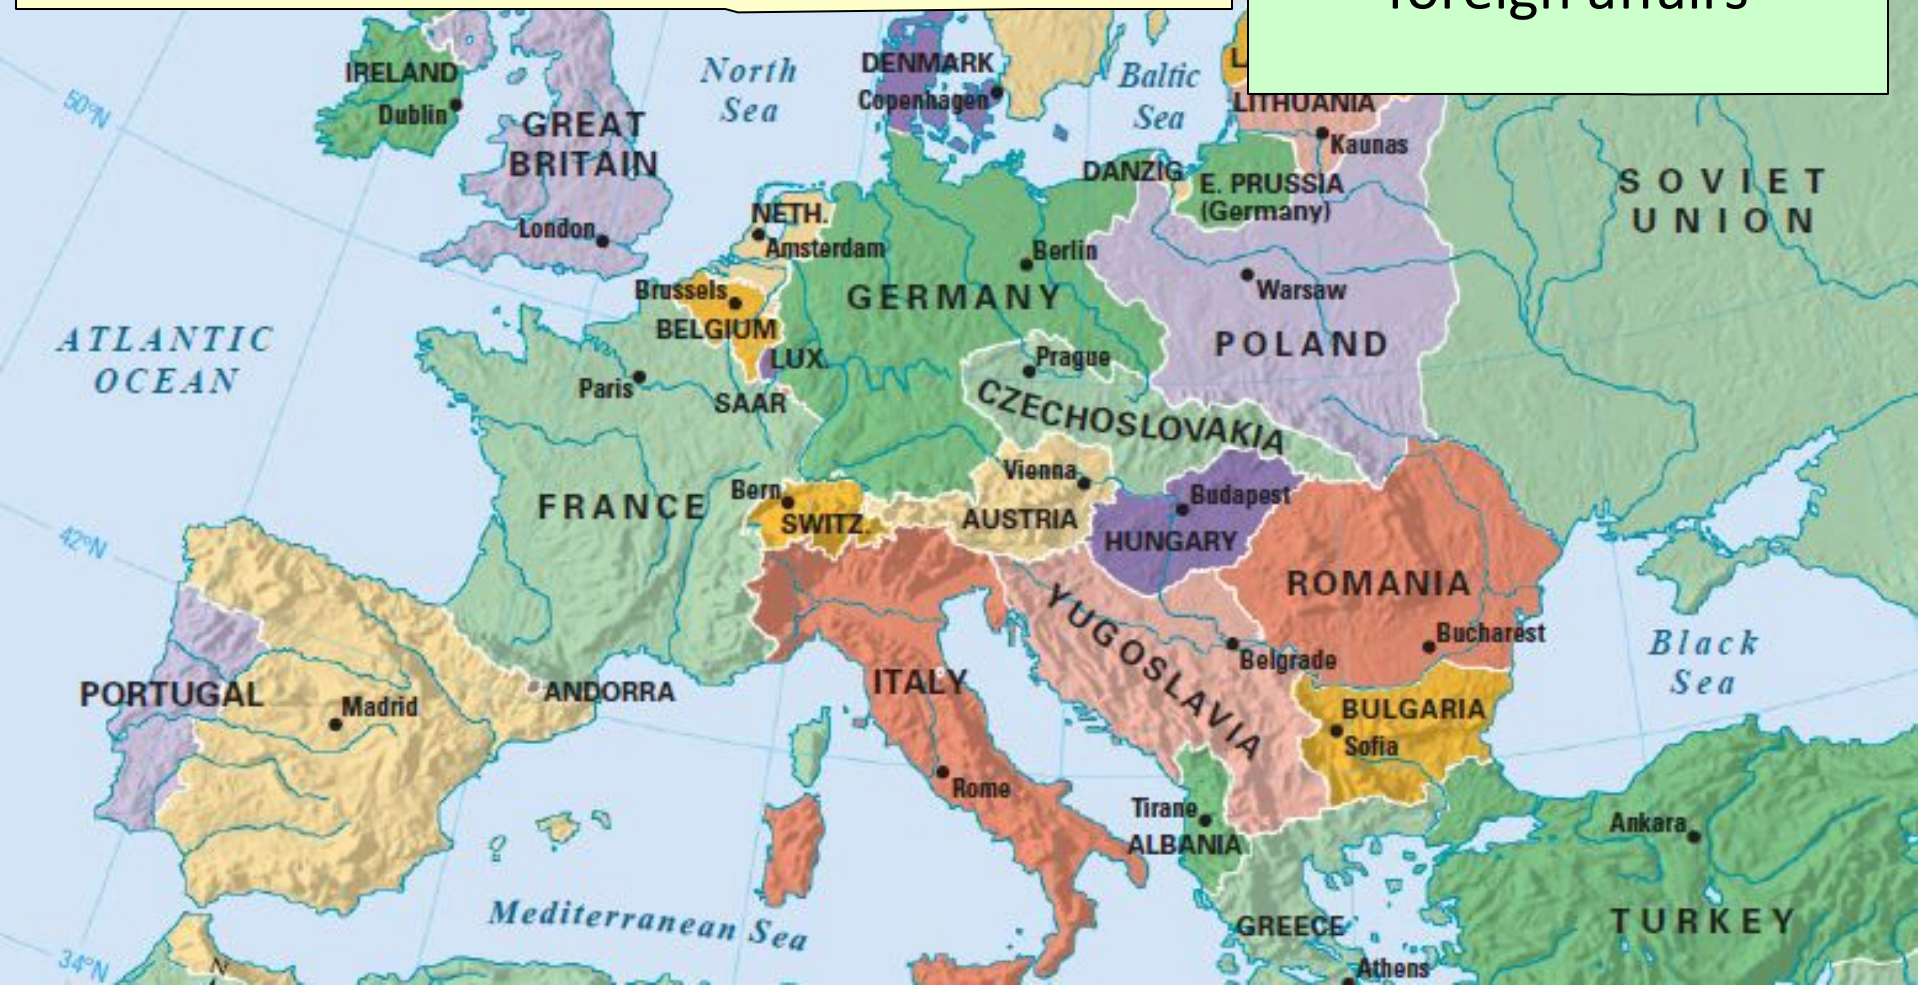 foreign affairs
IRELAND
Dublin
GREAT
BRITAIN
London
North
Sea
DENMARK
Copenhagen
Baltic
Sea
L
LITHUANIA
Kaunas
DANZIG
E. PRUSSIA
(Germany)
SOVIET
UNION
50°N
NETH.
Amsterdam
Berlin
GERMANY
Warsaw
POLAND
Brussels
BELGIUM
LUX.
SAAR
Paris
ATLANTIC
OCEAN
Prague
CZECHOSLOVAKIA
Vienna
AUSTRIA
Bern
SWITZ.
FRANCE
Budapest
HUNGARY
ROMANIA
Bucharest
42°N
YUGOSLAVIA
Belgrade
Black
Sea
PORTUGAL
Madrid
ANDORRA
ITALY
Rome
BULGARIA
Sofia
Tirane
ALBANIA
Ankara
TURKEY
GREECE
Athens
Mediterranean Sea
34°N
N